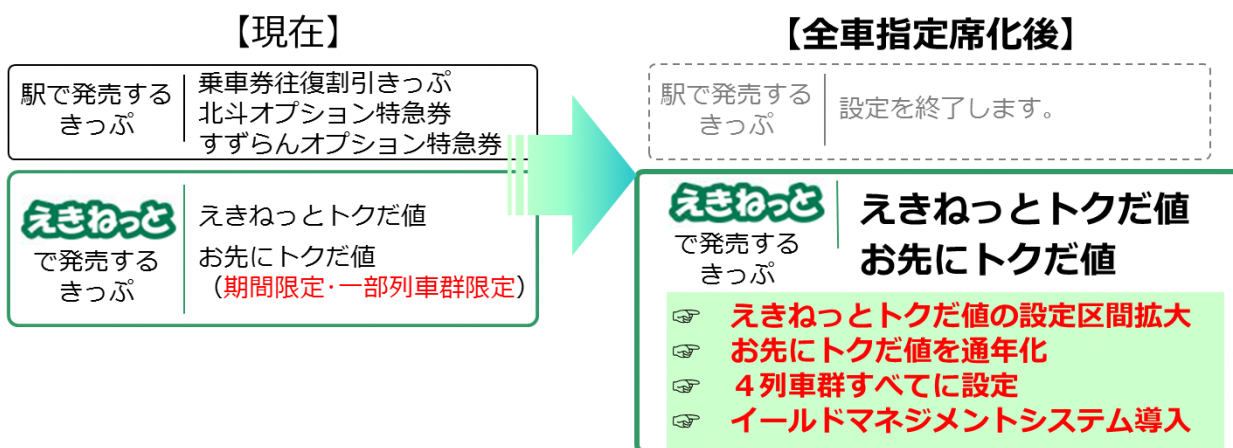 【現在】
駅で発売する
きっぷ
乗車券往復割引きっぷ
北斗オプション特急券
すずらんオプション特急券
えきねっと
で発売する
きっぷ
えきねっとトクだ値
お先にトクだ値
（期間限定･一部列車群限定）
【全車指定席化後】
駅で発売する
きっぷ
設定を終了します。
えきねっと
で発売する
きっぷ
えきねっとトクだ値
お先にトクだ値
☞ えきねっとトクだ値の設定区間拡大
☞ お先にトクだ値を通年化
☞ ４列車群すべてに設定
☞ イールドマネジメントシステム導入